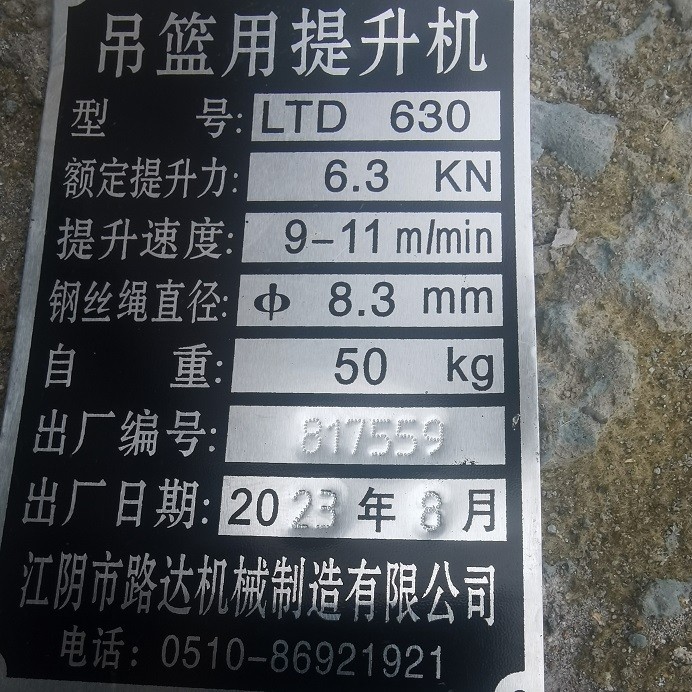 吊篮用提升机
型 号: LTD 630
额定提升力: 6.3 KN
提升速度: 9-11 m/min
钢丝绳直径: ф 8.3 mm
自 重: 50 kg
出厂编号: 817559
出厂日期: 2023 年 8 月
江阴市路达机械制造有限公司
电话: 0510-86921921